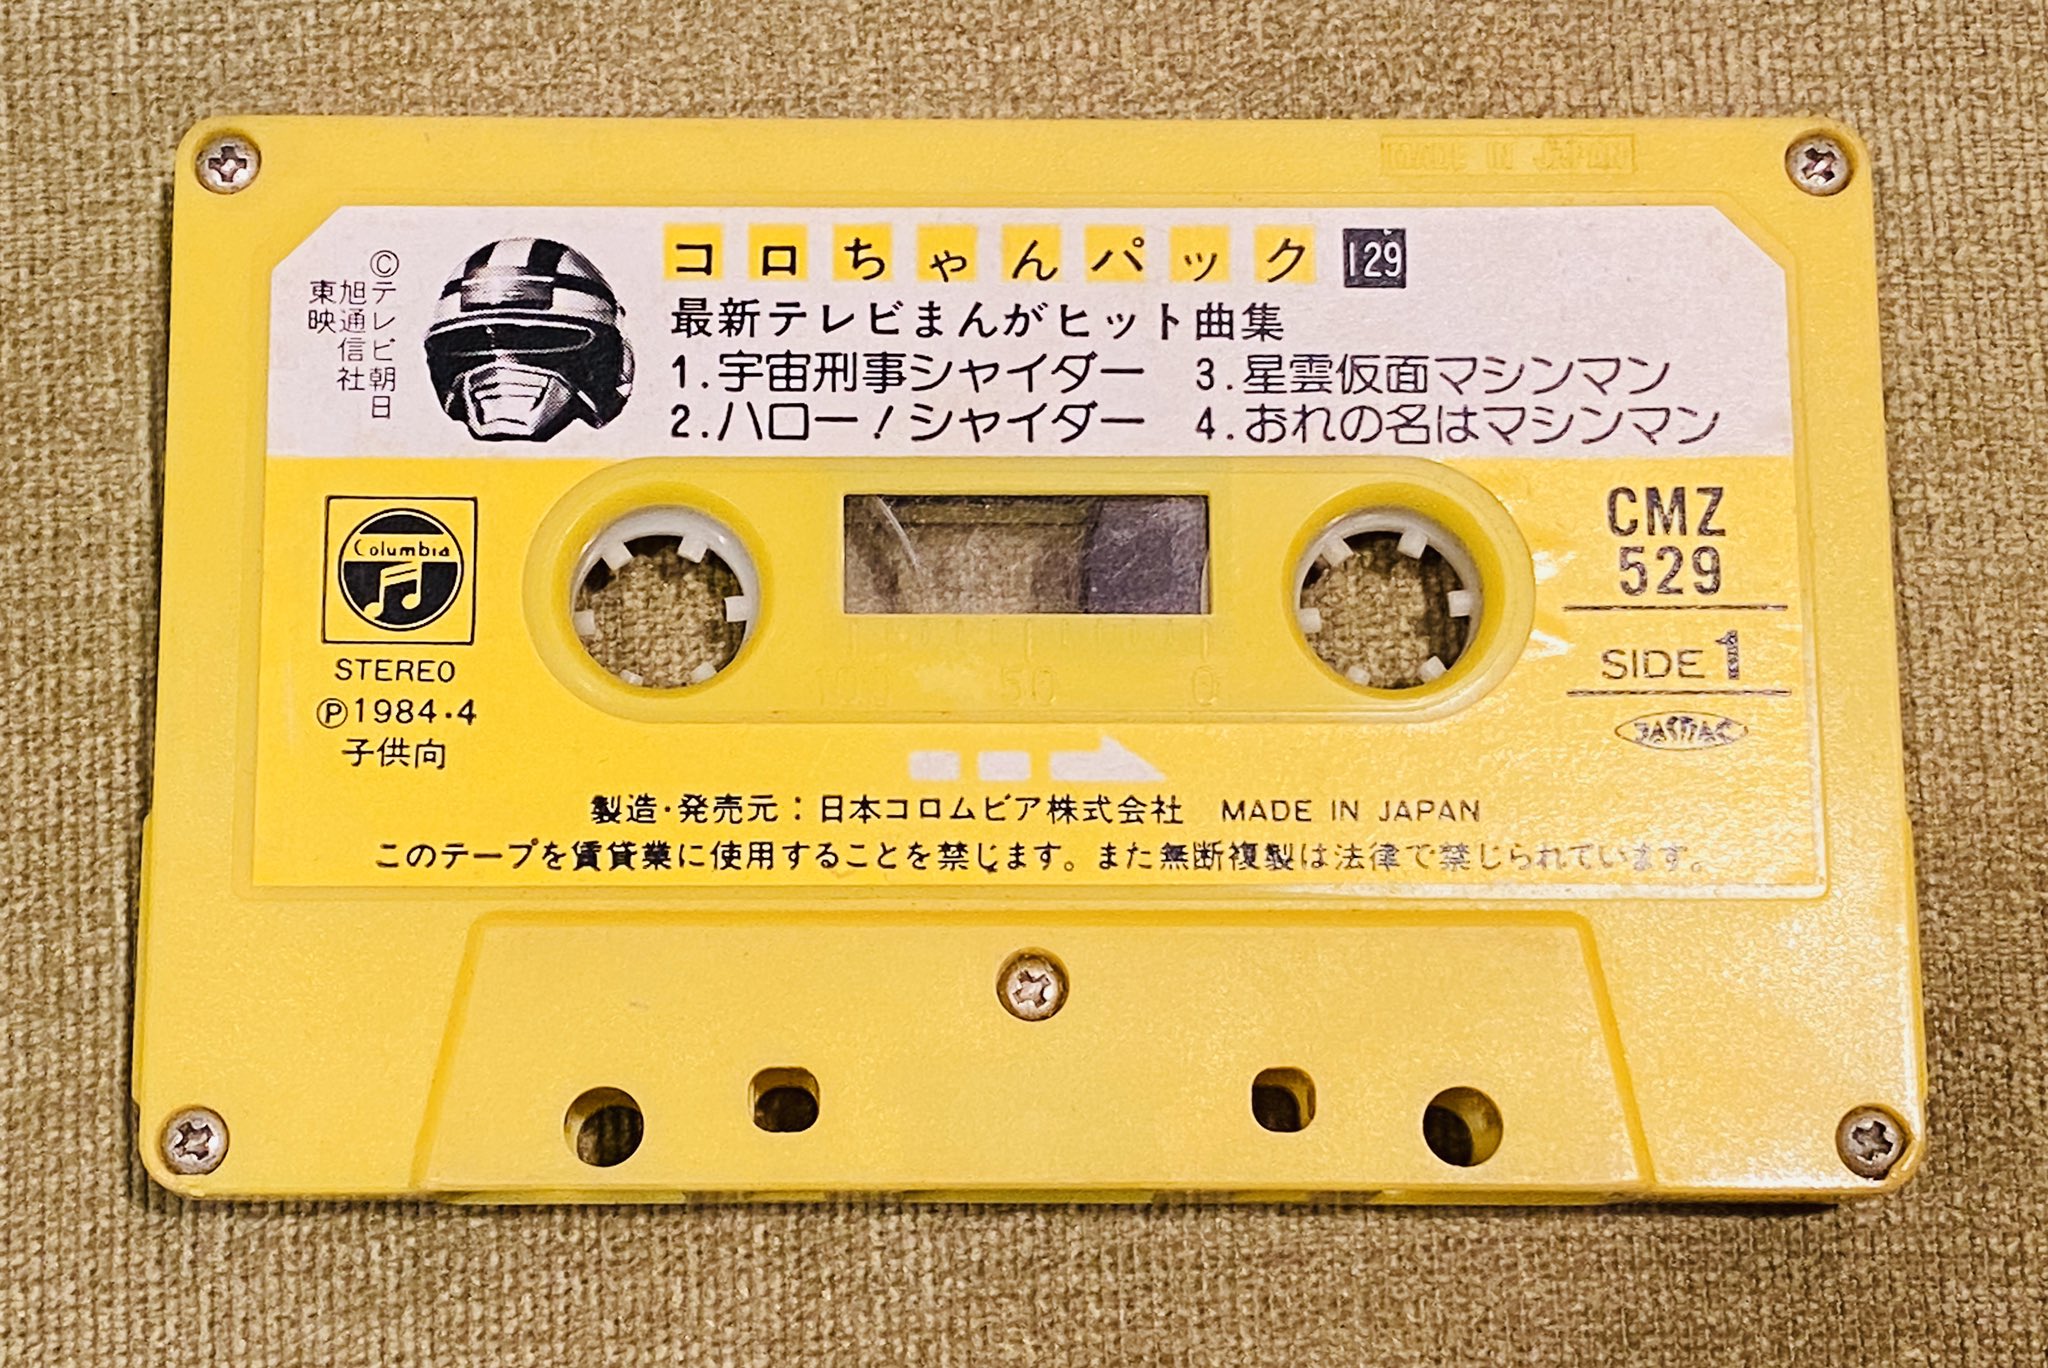 MADE IN JAPAN
コロちゃんパック 129
最新テレビまんがヒット曲集
1.宇宙刑事シャイダー
2.ハロー!シャイダー
3.星雲仮面マシンマン
4.おれの名はマシンマン
©テレビ朝日
旭通信社
東映
Columbia
STEREO
Ⓟ1984・4
子供向
CMZ
529
SIDE 1
JASRAC
100 50 0
製造・発売元:日本コロムビア株式会社 MADE IN JAPAN
このテープを賃貸業に使用することを禁じます。また無断複製は法律で禁じられています。